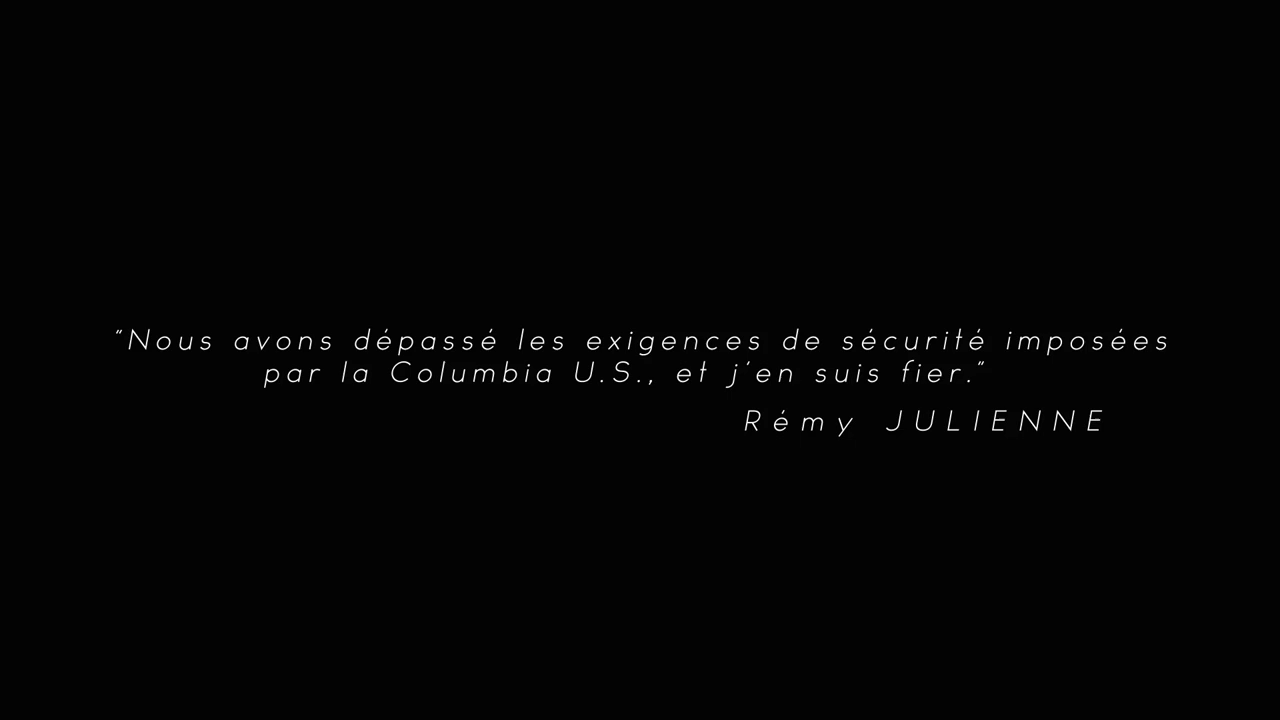 “Nous avons dépassé les exigences de sécurité imposées
par la Columbia U.S., et j'en suis fier.”
Rémy JULIENNE